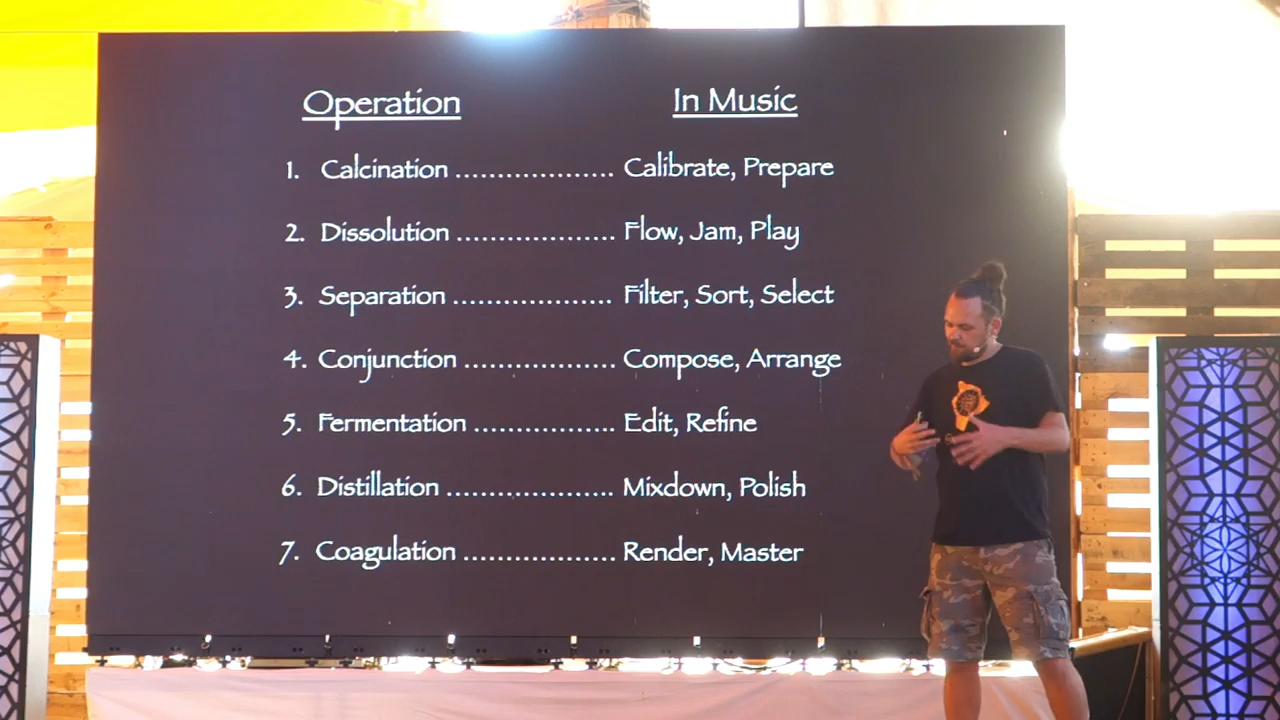 Operation In Music
1. Calcination ................... Calibrate, Prepare
2. Dissolution ................... Flow, Jam, Play
3. Separation ................... Filter, Sort, Select
4. Conjunction .................. Compose, Arrange
5. Fermentation ................. Edit, Refine
6. Distillation .................... Mixdown, Polish
7. Coagulation .................. Render, Master